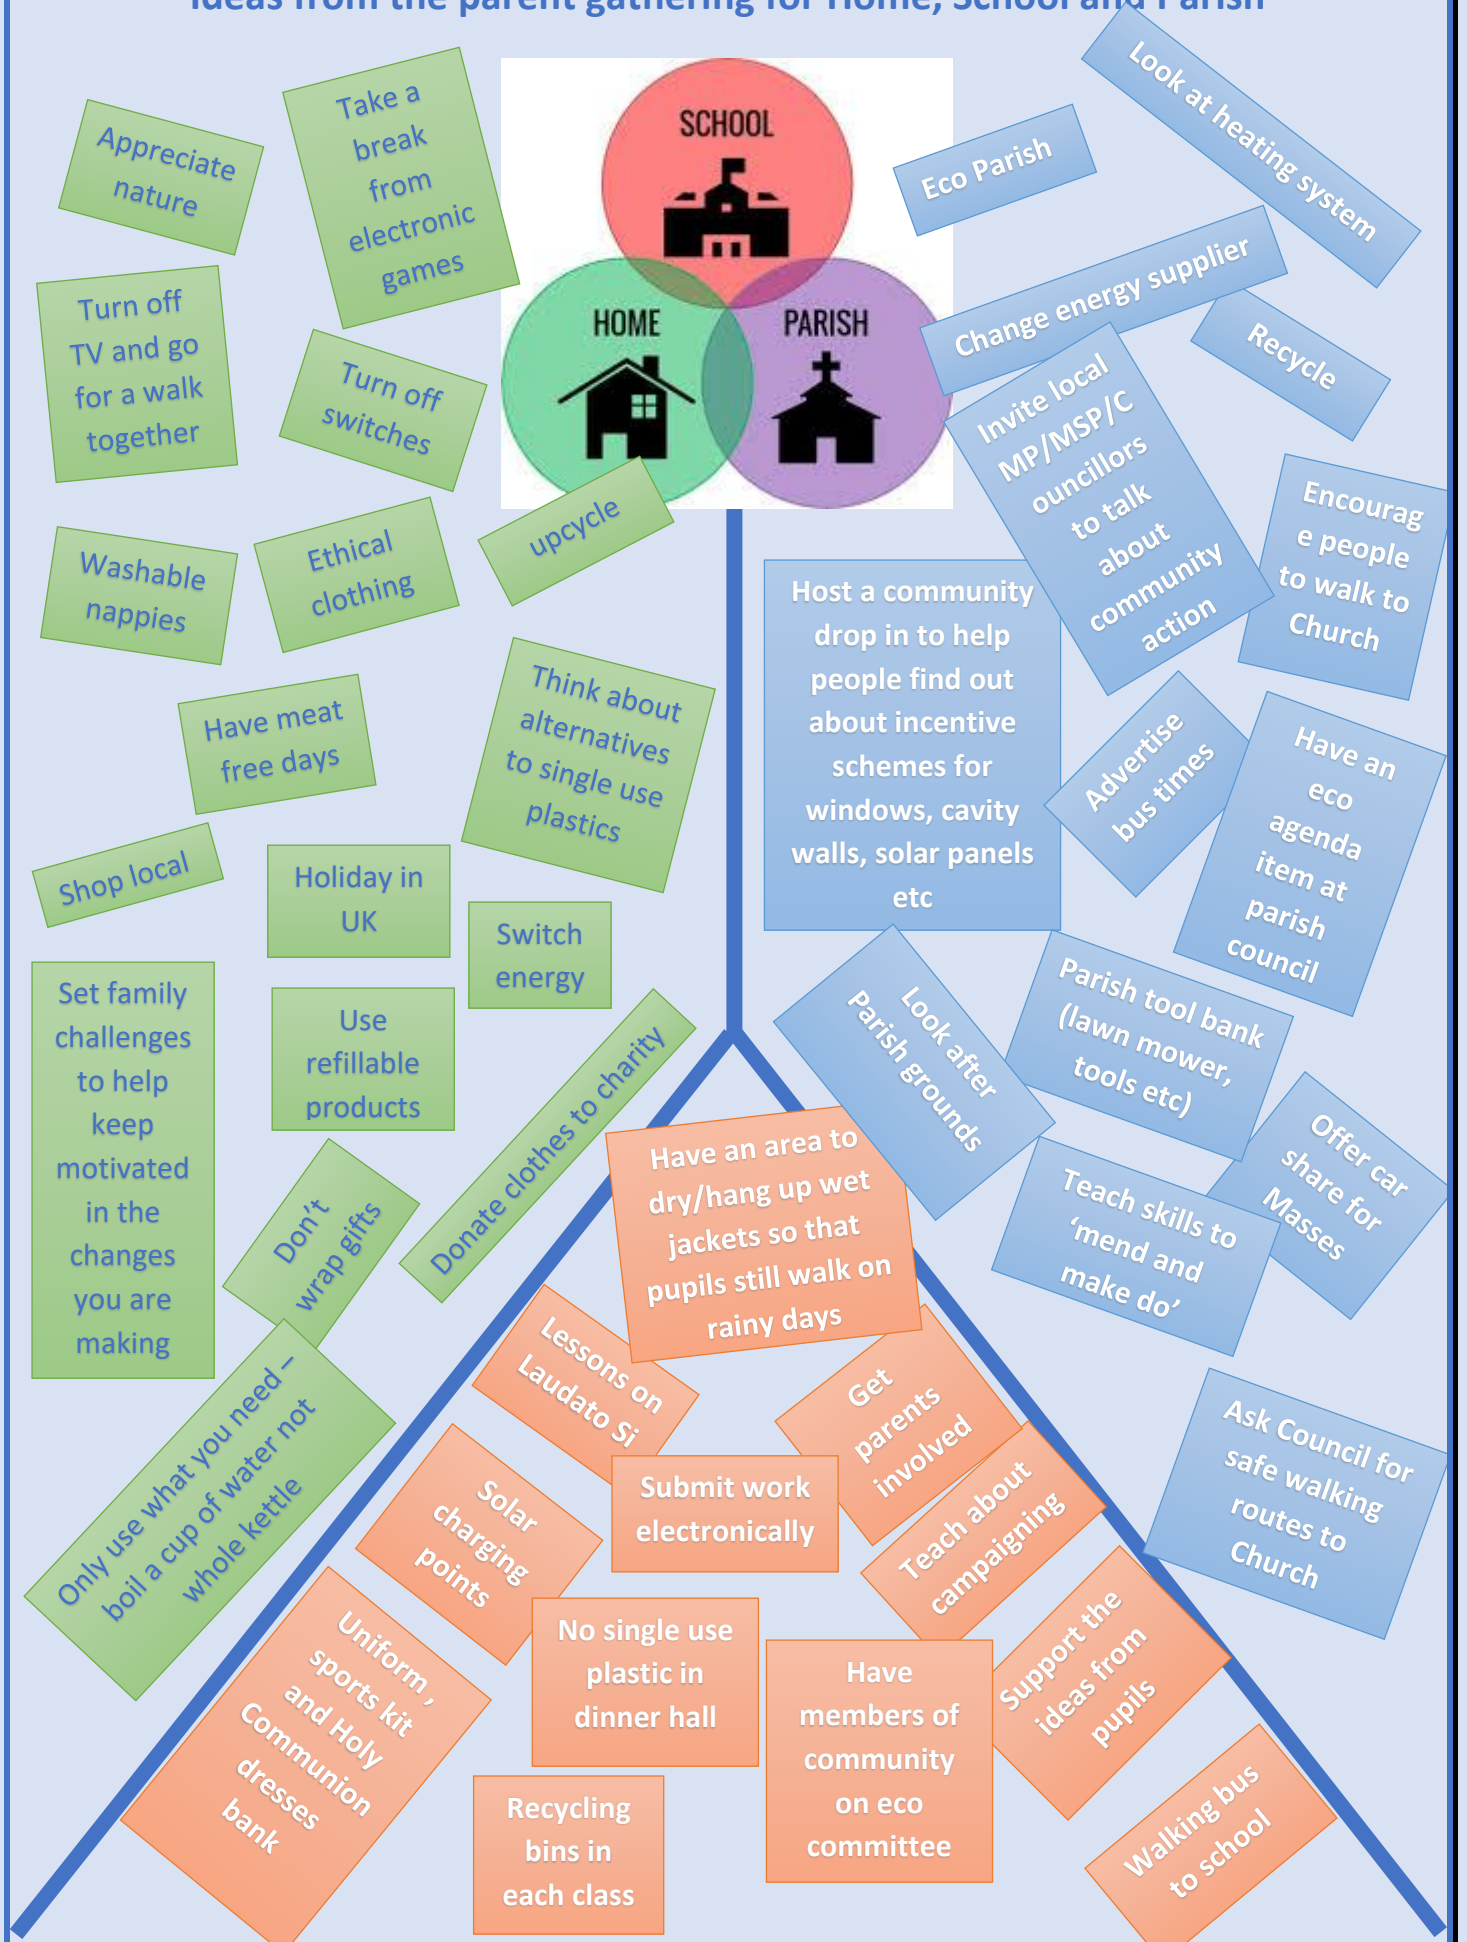 Ideas from the parent gathering for Home, School and Parish
SCHOOL
HOME
PARISH
Appreciate
nature
Take a
break
from
electronic
games
Turn off
TV and go
for a walk
together
Turn off
switches
Washable
nappies
Ethical
clothing
upcycle
Have meat
free days
Think about
alternatives
to single use
plastics
Shop local
Holiday in
UK
Switch
energy
Set family
challenges
to help
keep
motivated
in the
changes
you are
making
Use
refillable
products
Don't
wrap gifts
Donate clothes to charity
Only use what you need –
boil a cup of water not
whole kettle
Eco Parish
Look at heating system
Change energy supplier
Recycle
Invite local
MP/MSP/C
ouncillors
to talk
about
community
action
Encourag
e people
to walk to
Church
Host a community
drop in to help
people find out
about incentive
schemes for
windows, cavity
walls, solar panels
etc
Advertise
bus times
Have an
eco
agenda
item at
parish
council
Look after
Parish grounds
Parish tool bank
(lawn mower,
tools etc)
Offer car
share for
Masses
Teach skills to
‘mend and
make do’
Ask Council for
safe walking
routes to
Church
Have an area to
dry/hang up wet
jackets so that
pupils still walk on
rainy days
Lessons on
Laudato Si
Get
parents
involved
Solar
charging
points
Submit work
electronically
Teach about
campaigning
Uniform,
sports kit
and Holy
Communion
dresses
bank
No single use
plastic in
dinner hall
Have
members of
community
on eco
committee
Support the
ideas from
pupils
Recycling
bins in
each class
Walking bus
to school